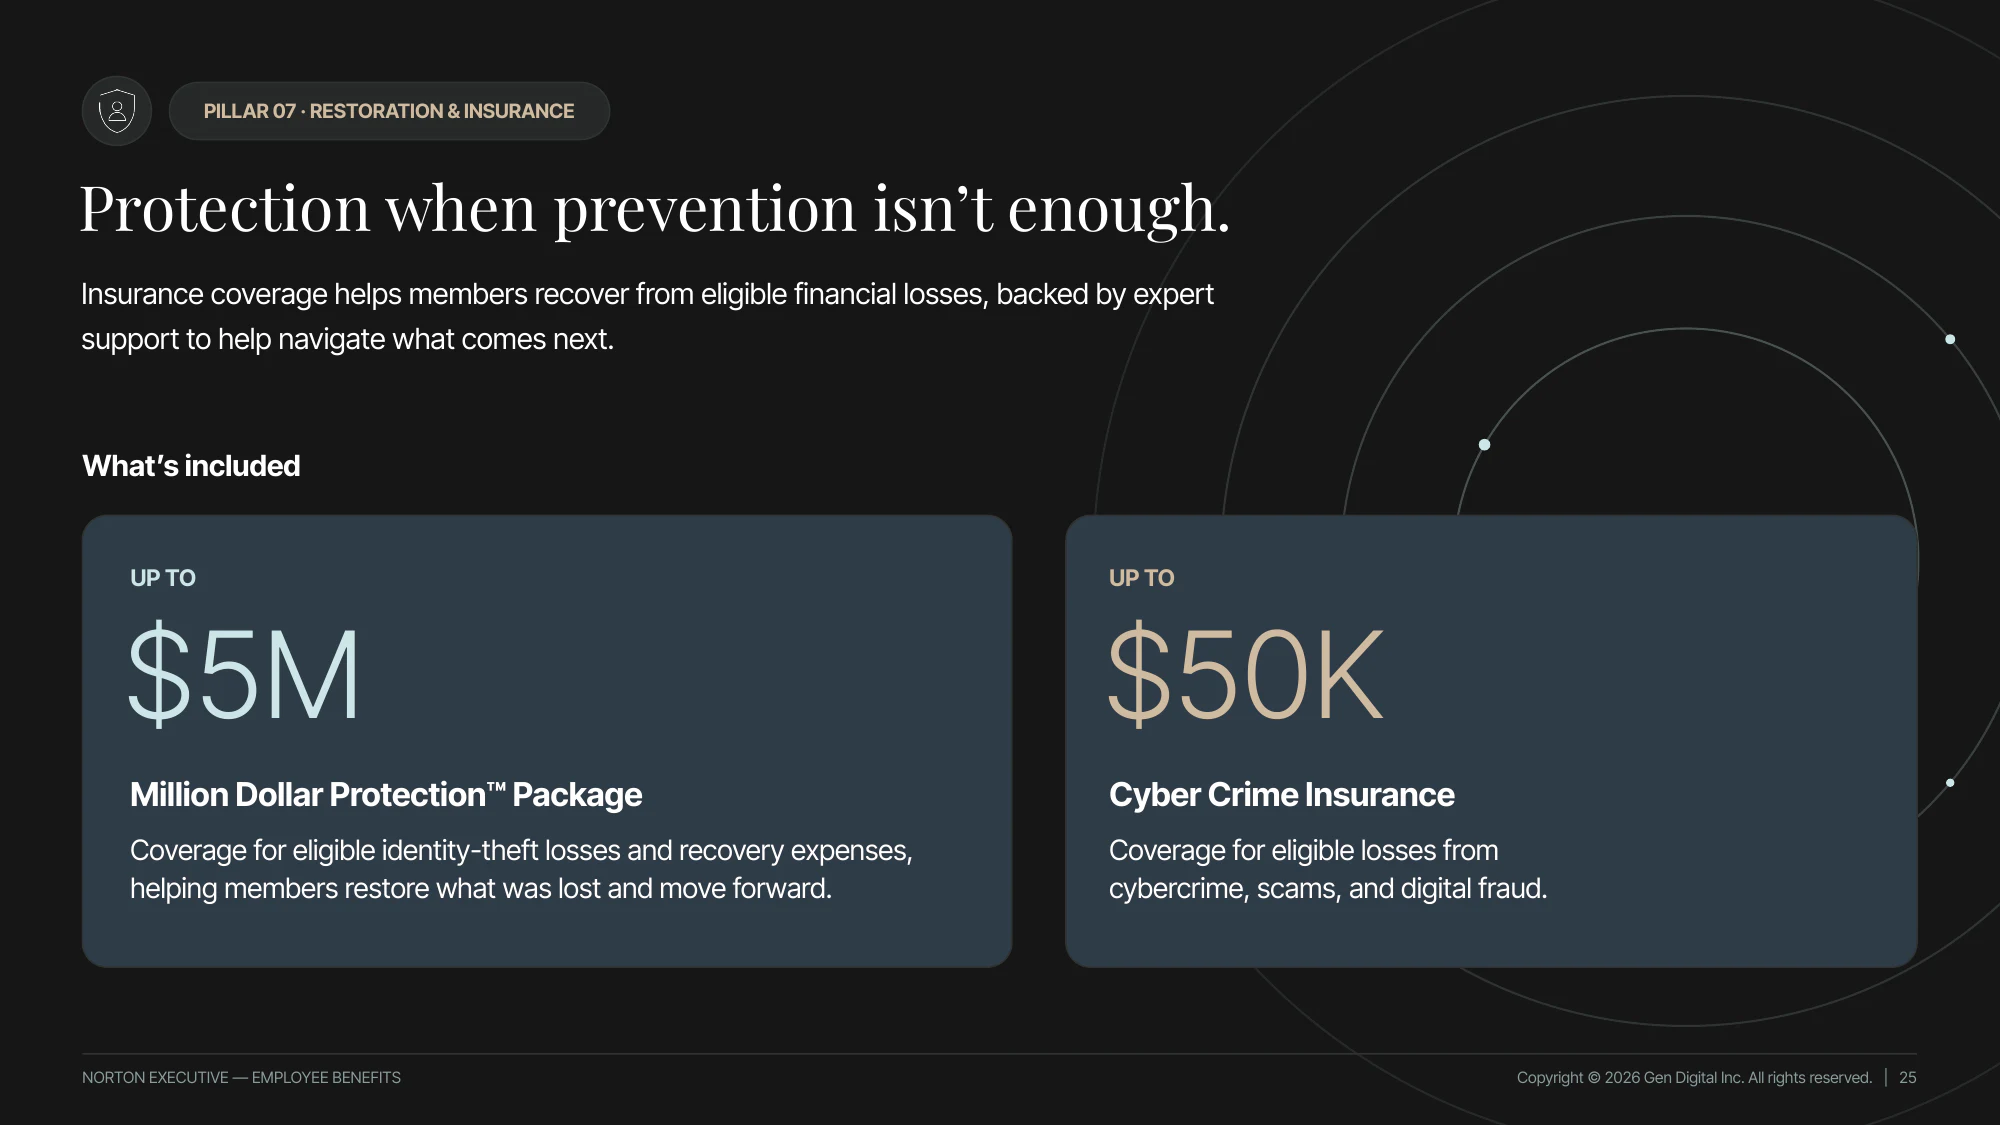 PILLAR 07 · RESTORATION & INSURANCE
Protection when prevention isn’t enough.
Insurance coverage helps members recover from eligible financial losses, backed by expert
support to help navigate what comes next.
What’s included
UP TO
$5M
Million Dollar Protection™ Package
Coverage for eligible identity-theft losses and recovery expenses,
helping members restore what was lost and move forward.
UP TO
$50K
Cyber Crime Insurance
Coverage for eligible losses from
cybercrime, scams, and digital fraud.
NORTON EXECUTIVE — EMPLOYEE BENEFITS
Copyright © 2026 Gen Digital Inc. All rights reserved. | 25